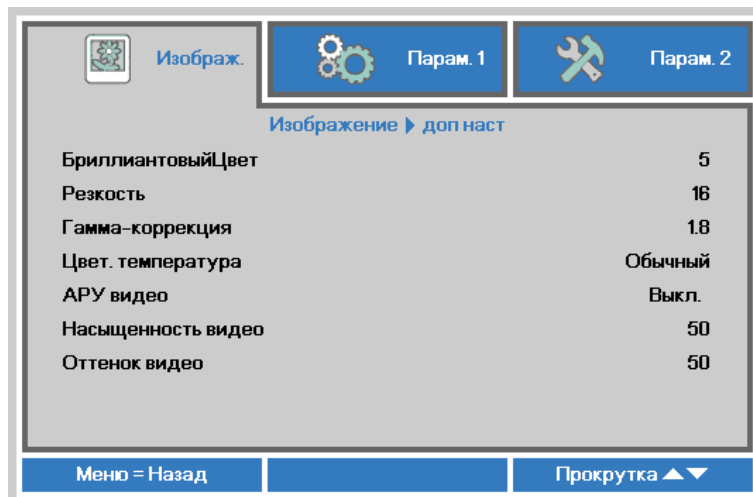 Изображ. Парам. 1 Парам. 2
Изображение доп наст
БриллиантовыйЦвет 5
Резкость 16
Гамма-коррекция 1.8
Цвет. температура Обычный
АРУ видео Выкл.
Насыщенность видео 50
Оттенок видео 50
Меню = Назад Прокрутка